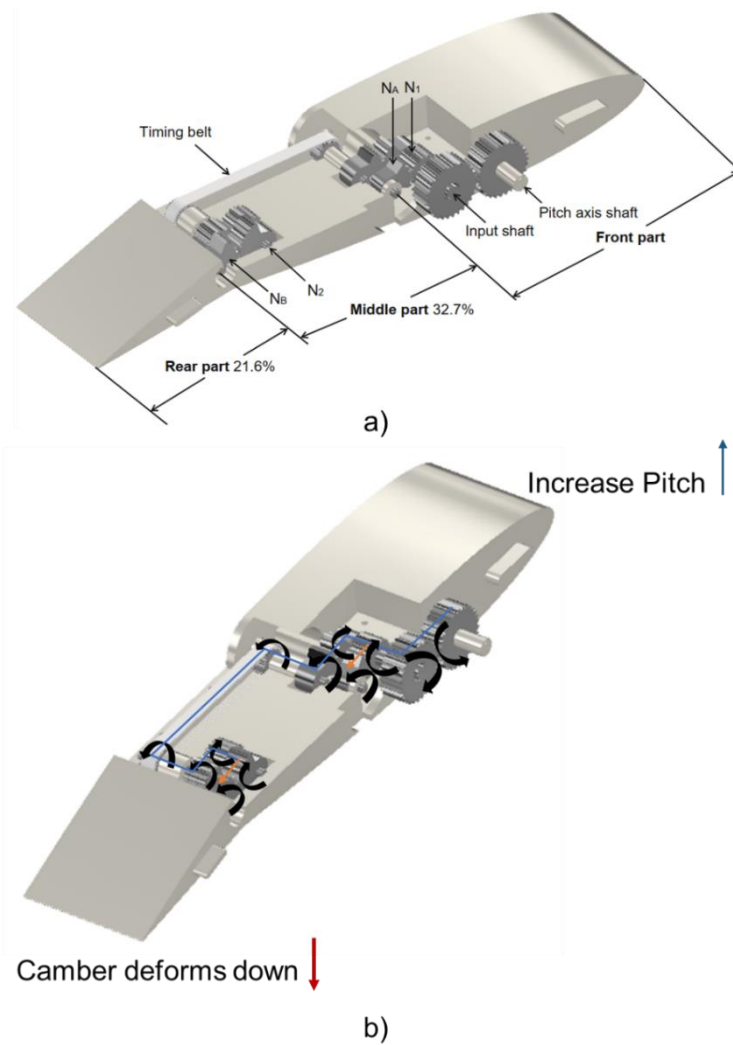 Timing belt
NA N1
Input shaft
Pitch axis shaft
Front part
NB
N2
Middle part 32.7%
Rear part 21.6%
a)
Increase Pitch
Camber deforms down
b)